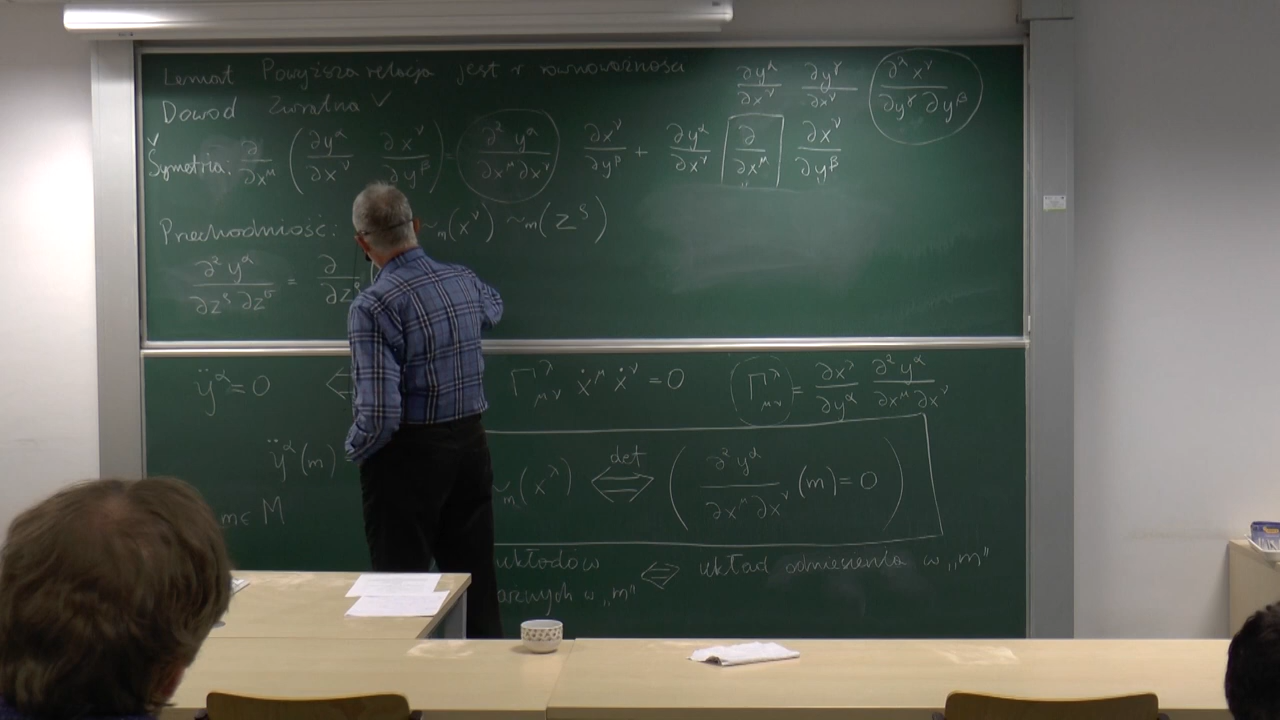 Lemat Powyższa relacja jest r. równoważności
∂y^α/∂x^ν ∂y^γ/∂x^ν ∂²x^ν/∂y^γ ∂y^β
Dowód Zwrotna ✓
Symetria: ∂/∂x^μ (∂y^α/∂x^ν ∂x^ν/∂y^β) = ∂²y^α/∂x^μ∂x^ν ∂x^ν/∂y^β + ∂y^α/∂x^ν ∂/∂x^μ ∂x^ν/∂y^β
Przechodniość: ~m(x^ν) ~m(z^ς)
∂²y^α/∂z^ς ∂z^σ = ∂/∂z^ς
ÿ^α = 0 Γ^λ_μν ẋ^μ ẋ^ν = 0 Γ^λ_μν = ∂x^λ/∂y^α ∂²y^α/∂x^μ∂x^ν
ÿ^α(m) ~m(x^λ) ⇔ det (∂²y^α/∂x^μ∂x^ν (m) = 0)
m ∈ M
układów ⇔ układ odniesienia w „m”
w „m”